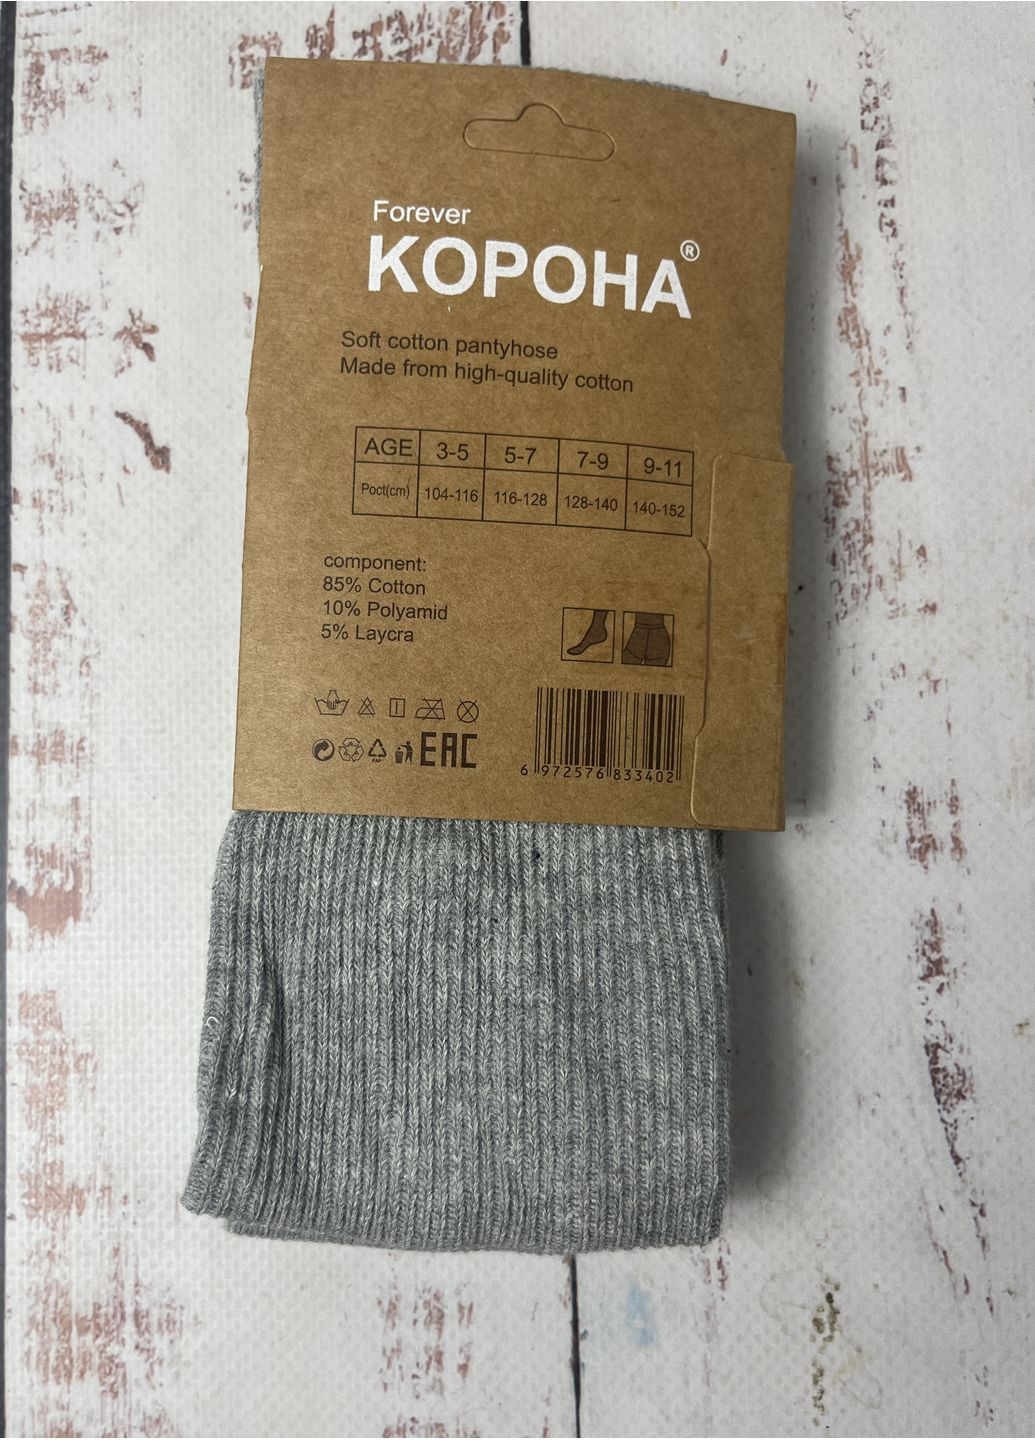 Forever
КОРОНА®
Soft cotton pantyhose
Made from high-quality cotton
AGE 3-5 5-7 7-9 9-11
Рост(cm) 104-116 116-128 128-140 140-152
component:
85% Cotton
10% Polyamid
5% Laycra
PAP
EAC
6 972576 833402